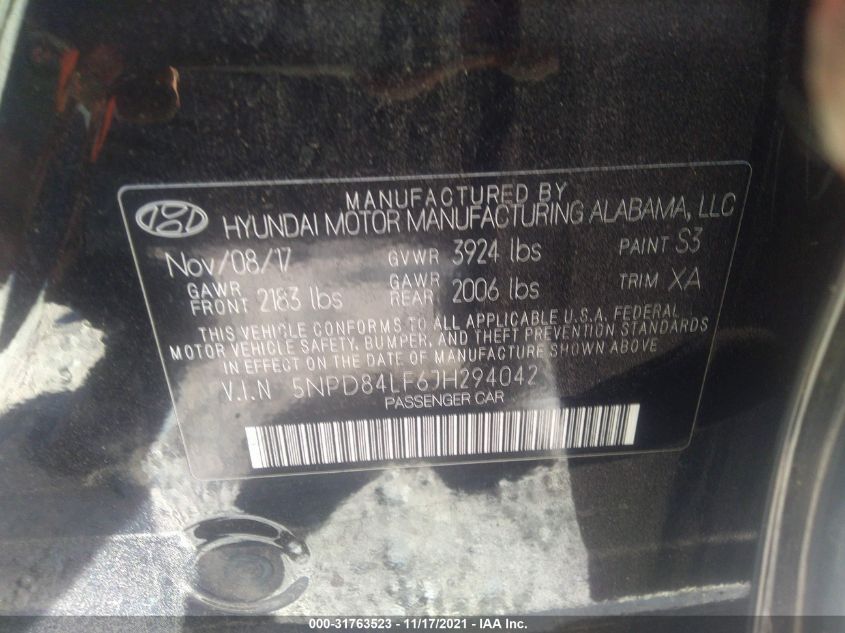 MANUFACTURED BY
HYUNDAI MOTOR MANUFACTURING ALABAMA, LLC
Nov/08/17 GVWR 3924 lbs PAINT S3
GAWR FRONT 2183 lbs GAWR REAR 2006 lbs TRIM XA
THIS VEHICLE CONFORMS TO ALL APPLICABLE U.S.A. FEDERAL
MOTOR VEHICLE SAFETY, BUMPER, AND THEFT PREVENTION STANDARDS
IN EFFECT ON THE DATE OF MANUFACTURE SHOWN ABOVE
V.I.N 5NPD84LF6JH294042
PASSENGER CAR
000-31763523 - 11/17/2021 - IAA Inc.